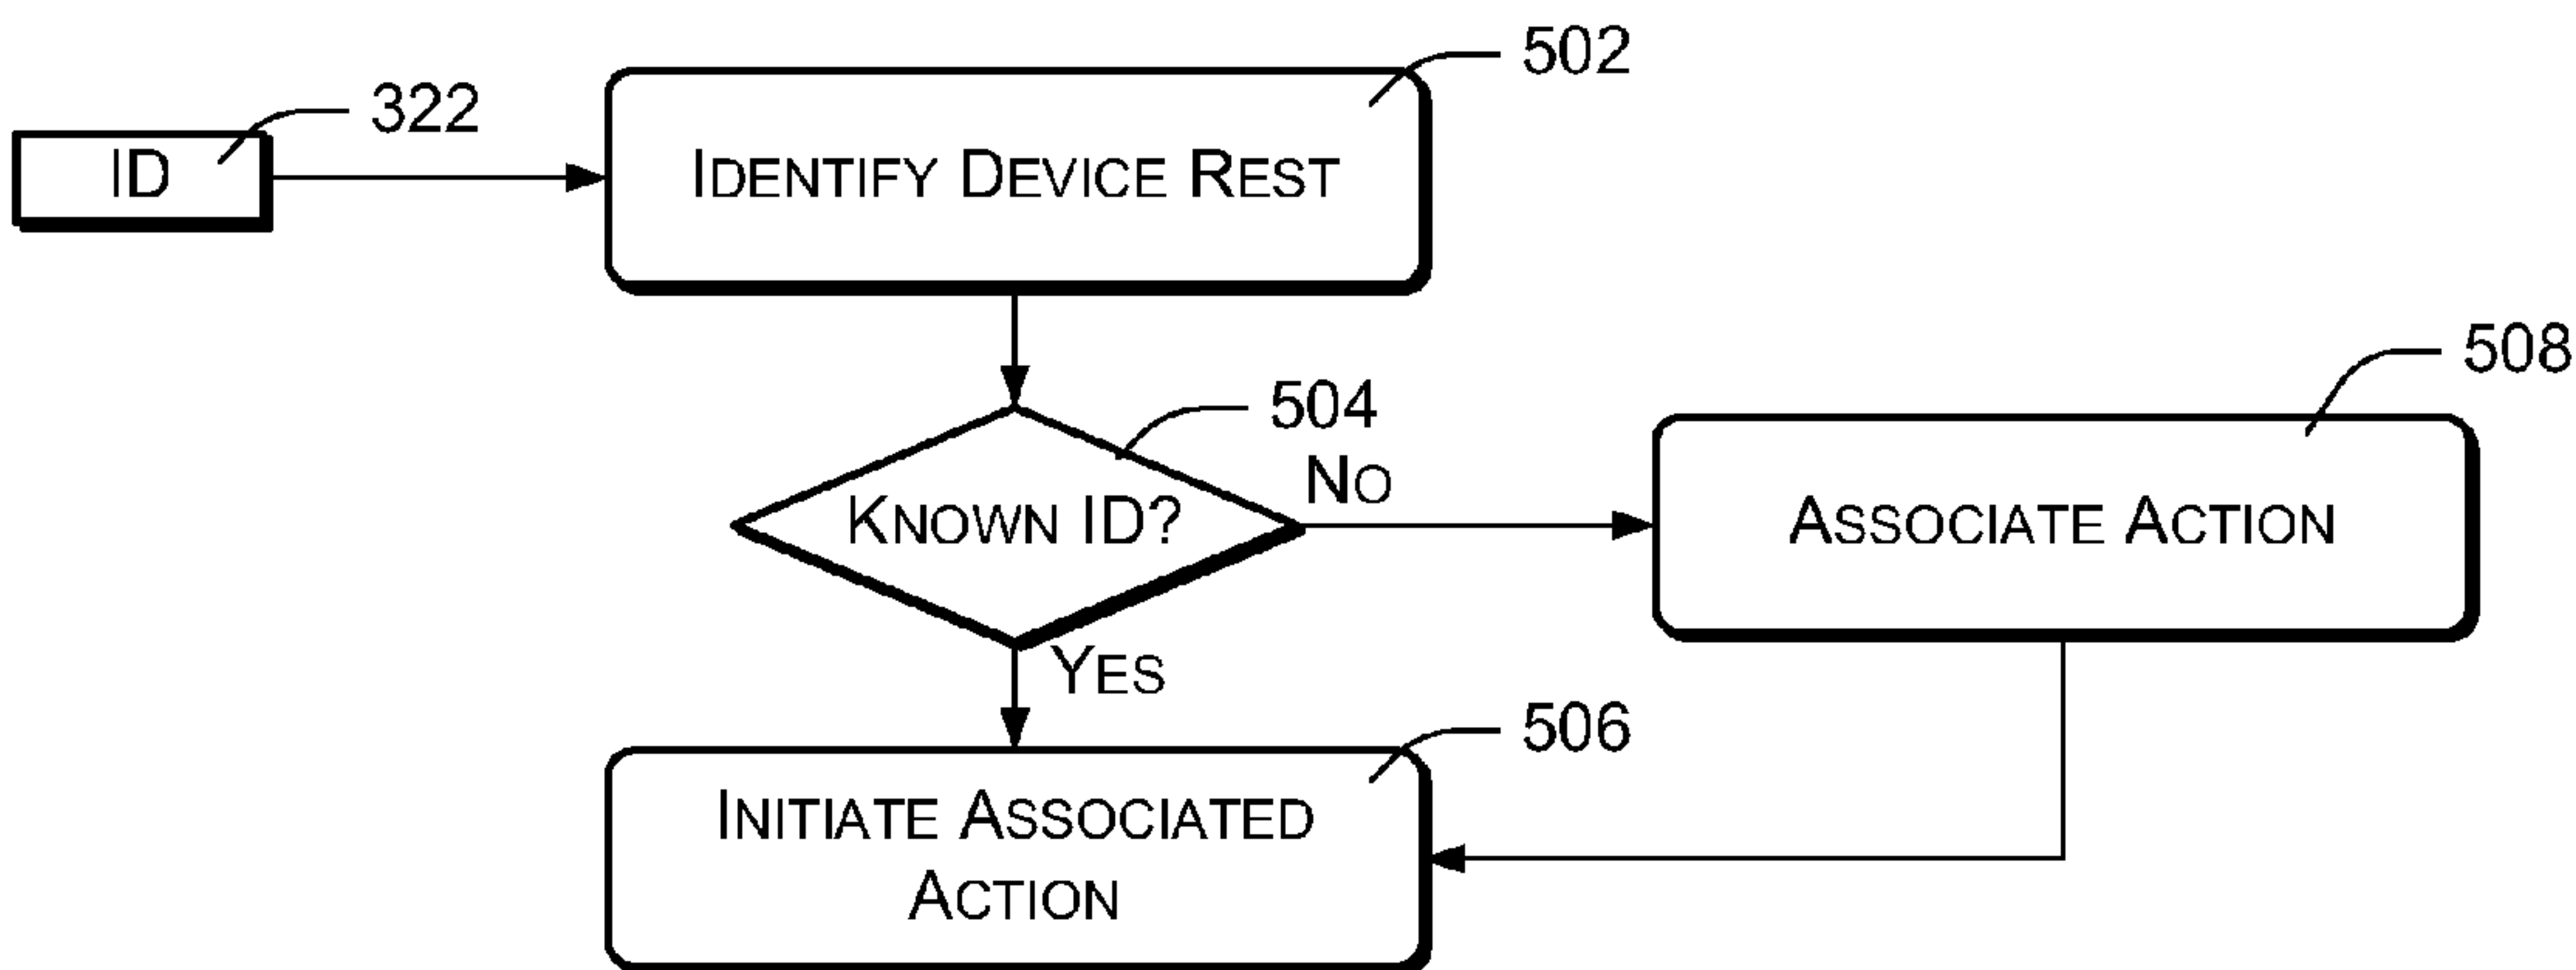 502
322
ID
IDENTIFY DEVICE REST
508
504
NO
KNOWN ID?
ASSOCIATE ACTION
YES
506
INITIATE ASSOCIATED
ACTION